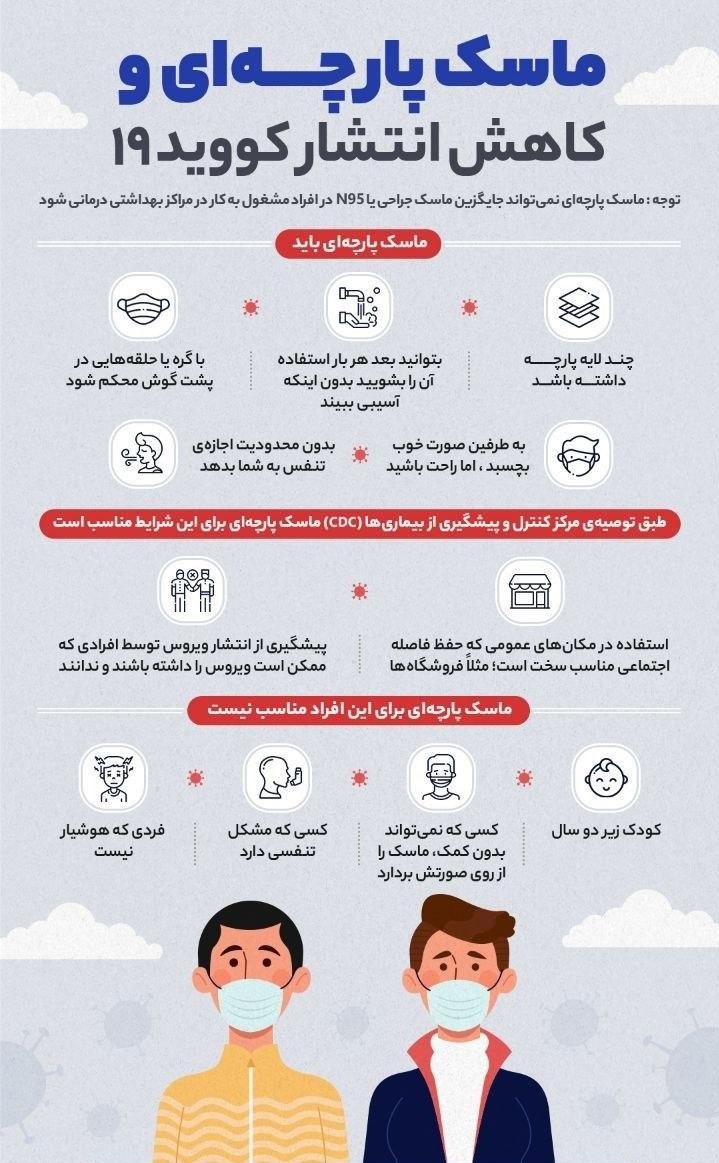 ماسک پارچـــه‌ای و
کاهش انتشار کووید ۱۹
توجه : ماسک پارچه‌ای نمی‌تواند جایگزین ماسک جراحی یا N95 در افراد مشغول به کار در مراکز بهداشتی درمانی شود
ماسک پارچه‌ای باید
چنـد لایه پارچـــــه
داشتــــه باشـــد
بتوانید بعد هر بار استفاده
آن را بشویید بدون اینکه
آسیبی ببیند
با گره یا حلقه‌هایی در
پشت گوش محکم شود
به طرفین صورت خوب
بچسبد ، اما راحت باشید
بدون محدودیت اجازه‌ی
تنفس به شما بدهد
طبق توصیه‌ی مرکز کنترل و پیشگیری از بیماری‌ها (CDC) ماسک پارچه‌ای برای این شرایط مناسب است
استفاده در مکان‌های عمومی که حفظ فاصله
اجتماعی مناسب سخت است؛ مثلاً فروشگاه‌ها
پیشگیری از انتشار ویروس توسط افرادی که
ممکن است ویروس را داشته باشند و ندانند
ماسک پارچه‌ای برای این افراد مناسب نیست
کودک زیر دو سال
کسی که نمی‌تواند
بدون کمک، ماسک را
از روی صورتش بردارد
کسی که مشکل
تنفسی دارد
فردی که هوشیار
نیست